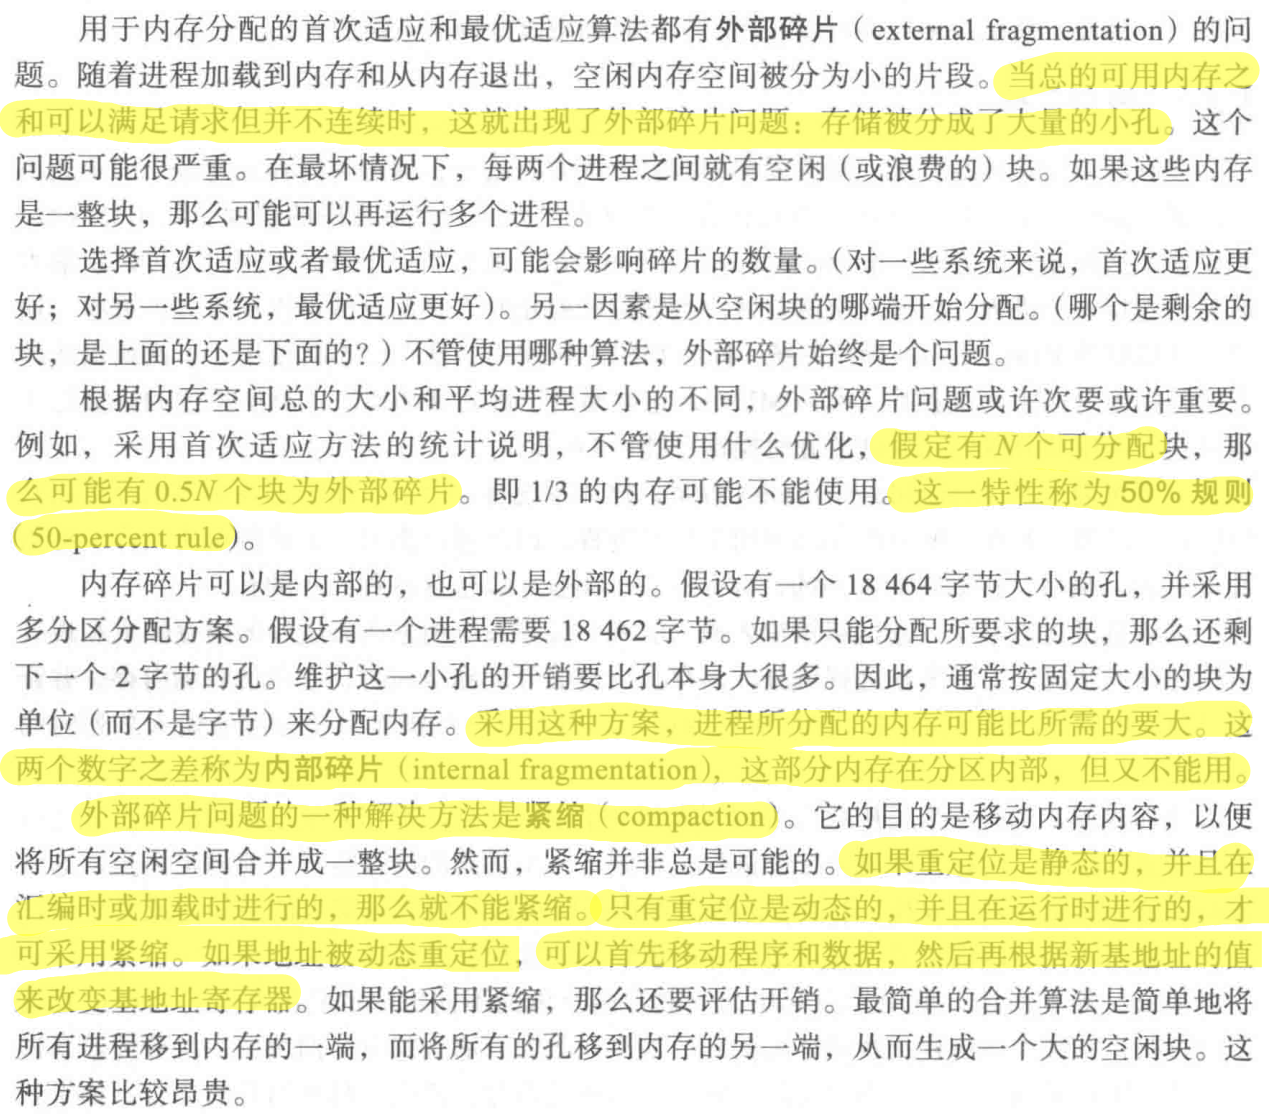 用于内存分配的首次适应和最优适应算法都有外部碎片（external fragmentation）的问
题。随着进程加载到内存和从内存退出，空闲内存空间被分为小的片段。当总的可用内存之
和可以满足请求但并不连续时，这就出现了外部碎片问题：存储被分成了大量的小孔。这个
问题可能很严重。在最坏情况下，每两个进程之间就有空闲（或浪费的）块。如果这些内存
是一整块，那么可能可以再运行多个进程。
选择首次适应或者最优适应，可能会影响碎片的数量。（对一些系统来说，首次适应更
好；对另一些系统，最优适应更好）。另一因素是从空闲块的哪端开始分配。（哪个是剩余的
块，是上面的还是下面的？）不管使用哪种算法，外部碎片始终是个问题。
根据内存空间总的大小和平均进程大小的不同，外部碎片问题或许次要或许重要。
例如，采用首次适应方法的统计说明，不管使用什么优化，假定有 N 个可分配块，那
么可能有 0.5N 个块为外部碎片。即 1/3 的内存可能不能使用。这一特性称为 50% 规则
（50-percent rule）。
内存碎片可以是内部的，也可以是外部的。假设有一个 18 464 字节大小的孔，并采用
多分区分配方案。假设有一个进程需要 18 462 字节。如果只能分配所要求的块，那么还剩
下一个 2 字节的孔。维护这一小孔的开销要比孔本身大很多。因此，通常按固定大小的块为
单位（而不是字节）来分配内存。采用这种方案，进程所分配的内存可能比所需的要大。这
两个数字之差称为内部碎片（internal fragmentation），这部分内存在分区内部，但又不能用。
外部碎片问题的一种解决方法是紧缩（compaction）。它的目的是移动内存内容，以便
将所有空闲空间合并成一整块。然而，紧缩并非总是可能的。如果重定位是静态的，并且在
汇编时或加载时进行的，那么就不能紧缩。只有重定位是动态的，并且在运行时进行的，才
可采用紧缩。如果地址被动态重定位，可以首先移动程序和数据，然后再根据新基地址的值
来改变基地址寄存器。如果能采用紧缩，那么还要评估开销。最简单的合并算法是简单地将
所有进程移到内存的一端，而将所有的孔移到内存的另一端，从而生成一个大的空闲块。这
种方案比较昂贵。